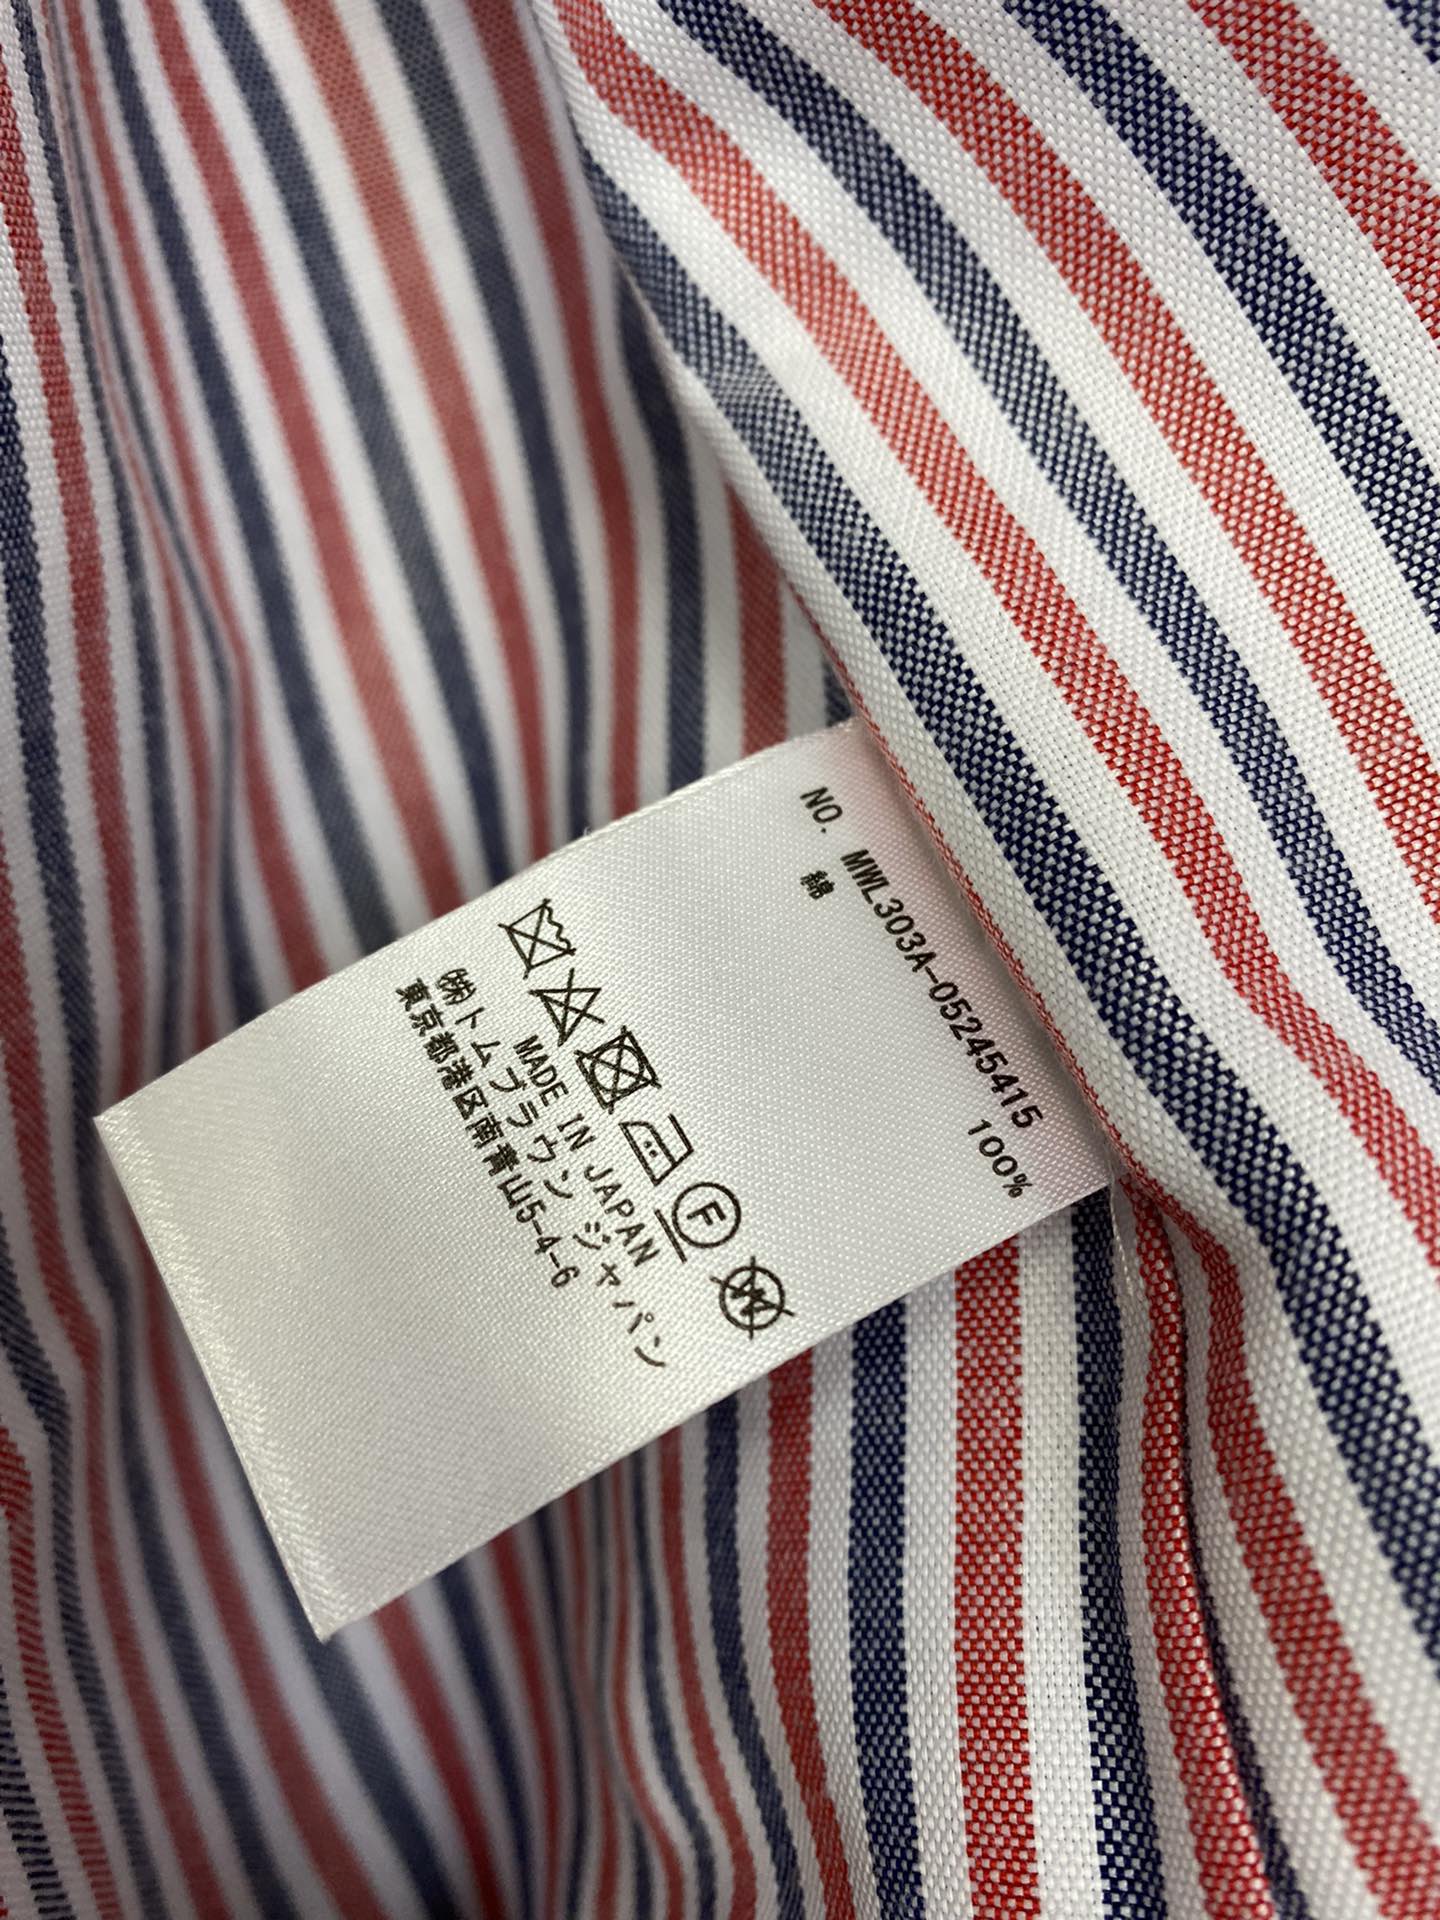 NO. MWL303A-05245415
綿 100%
F
W
MADE IN JAPAN
㈱トムブラウン ジャパン
東京都港区南青山5-4-6